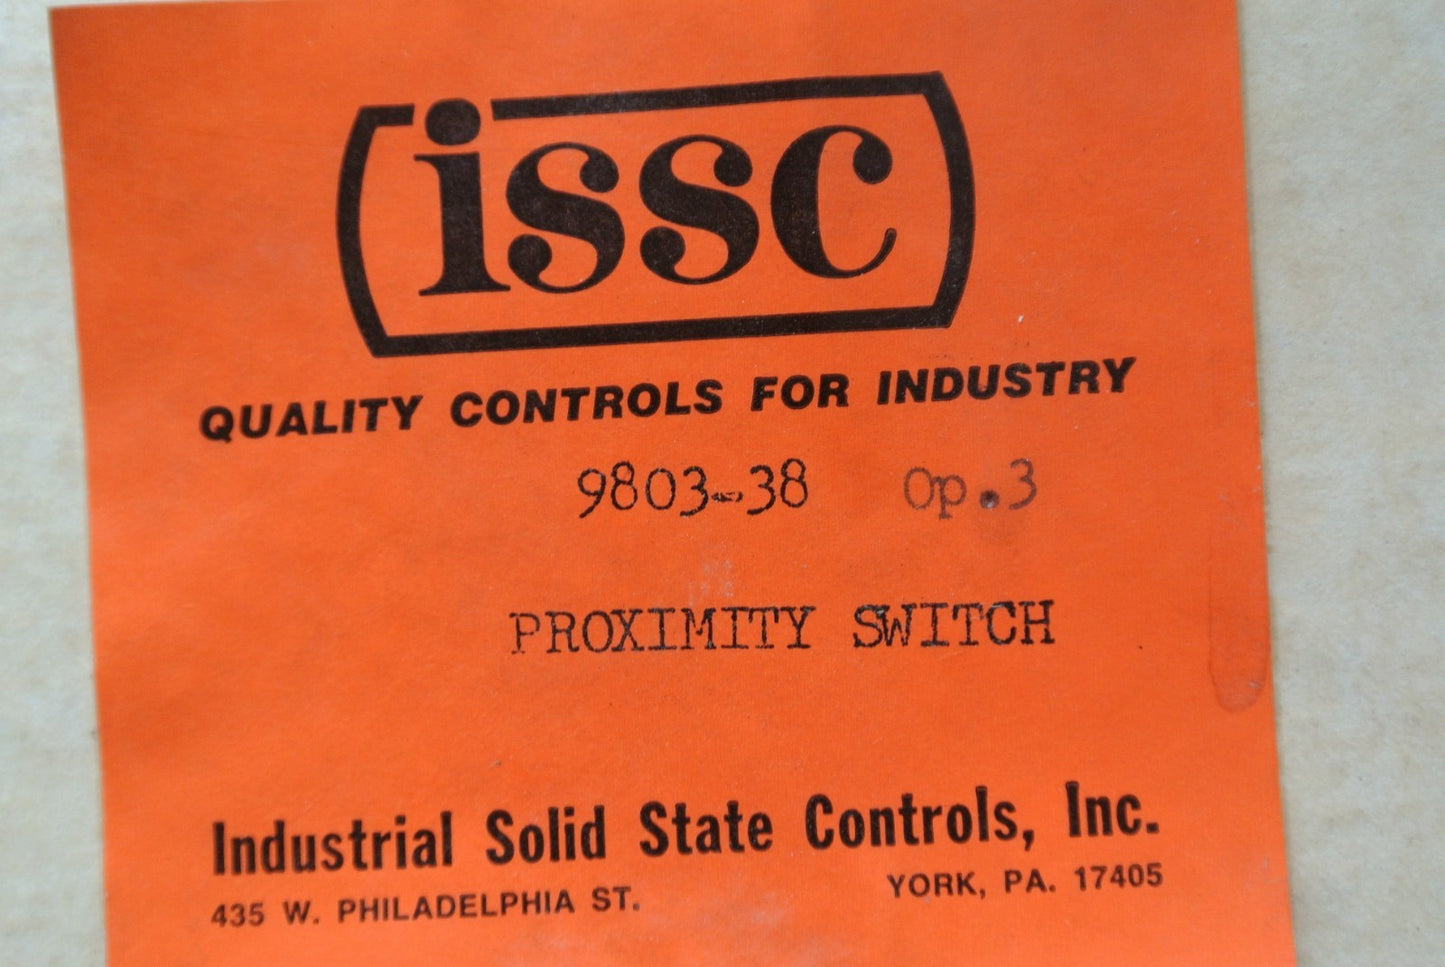 issc
QUALITY CONTROLS FOR INDUSTRY
9803-38 Op.3
PROXIMITY SWITCH
Industrial Solid State Controls, Inc.
435 W. PHILADELPHIA ST. YORK, PA. 17405